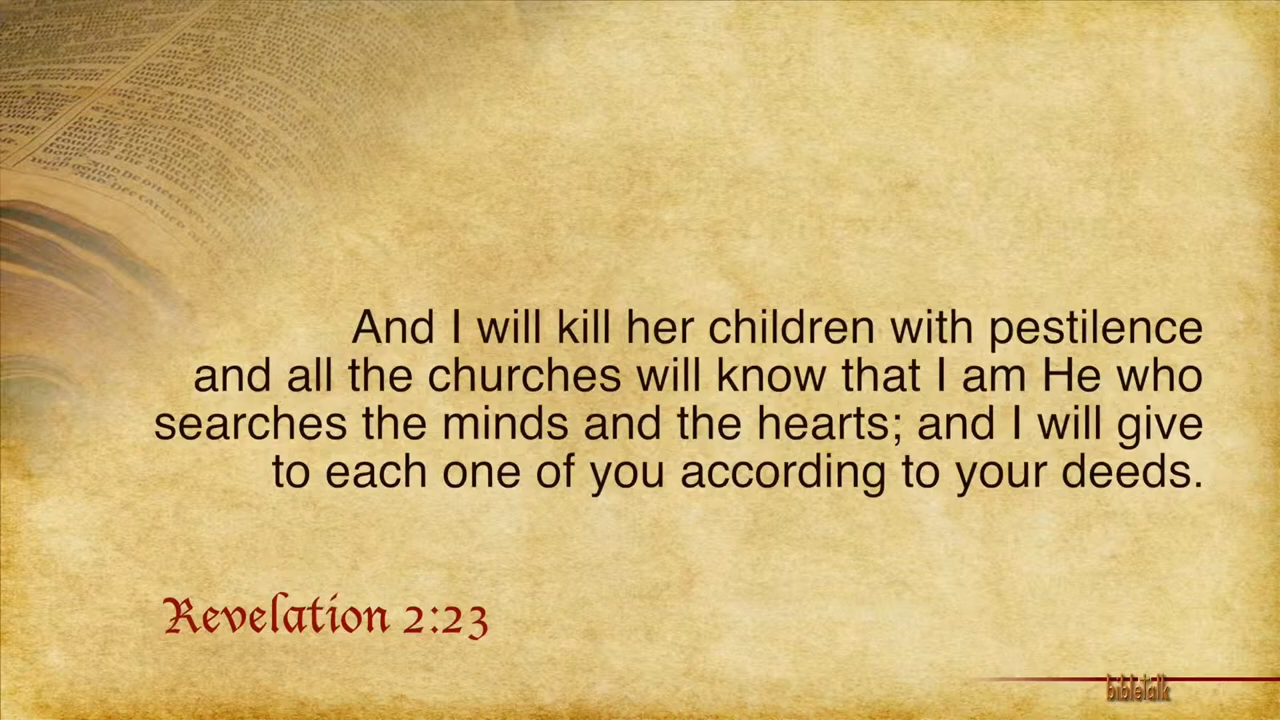 And I will kill her children with pestilence
and all the churches will know that I am He who
searches the minds and the hearts; and I will give
to each one of you according to your deeds.
Revelation 2:23
bibletalk